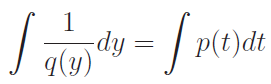 ∫ 1/q(y) dy = ∫ p(t)dt